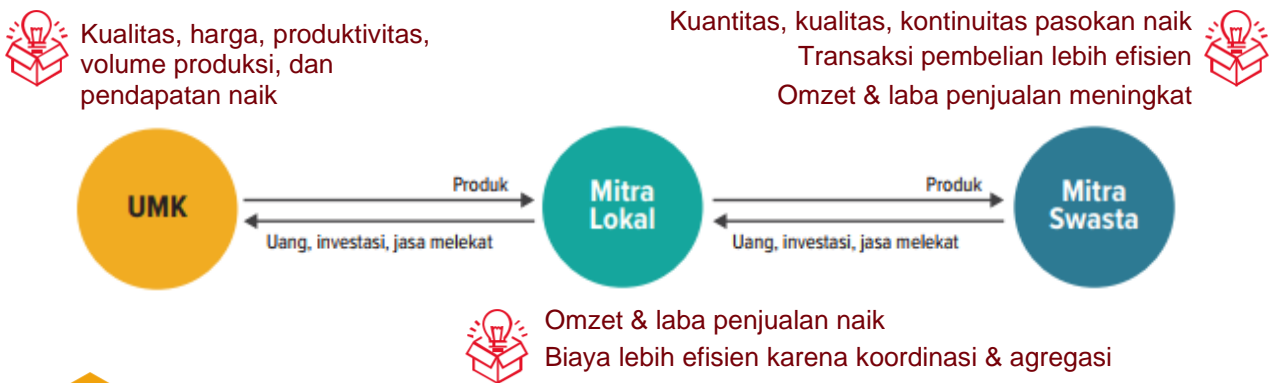 Kualitas, harga, produktivitas,
volume produksi, dan
pendapatan naik
Kuantitas, kualitas, kontinuitas pasokan naik
Transaksi pembelian lebih efisien
Omzet & laba penjualan meningkat
UMK
Produk
Uang, investasi, jasa melekat
Mitra
Lokal
Produk
Uang, investasi, jasa melekat
Mitra
Swasta
Omzet & laba penjualan naik
Biaya lebih efisien karena koordinasi & agregasi